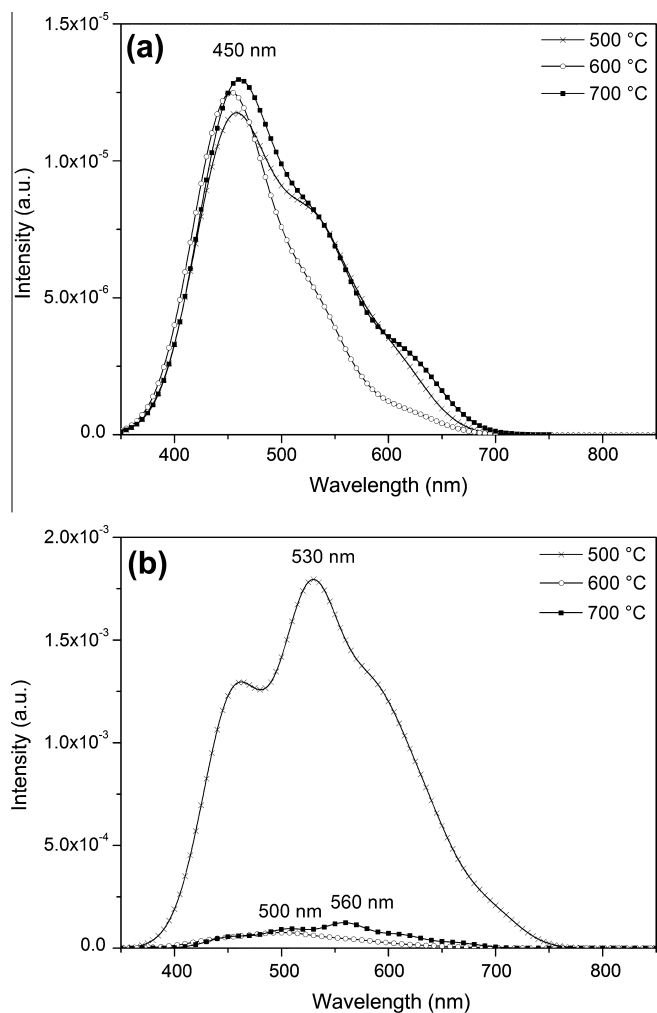 (a)
450 nm
500 °C
600 °C
700 °C
1.5x10⁻⁵
1.0x10⁻⁵
5.0x10⁻⁶
0.0
Intensity (a.u.)
400 500 600 700 800
Wavelength (nm)
(b)
530 nm
500 °C
600 °C
700 °C
2.0x10⁻³
1.5x10⁻³
1.0x10⁻³
5.0x10⁻⁴
0.0
Intensity (a.u.)
500 nm
560 nm
400 500 600 700 800
Wavelength (nm)